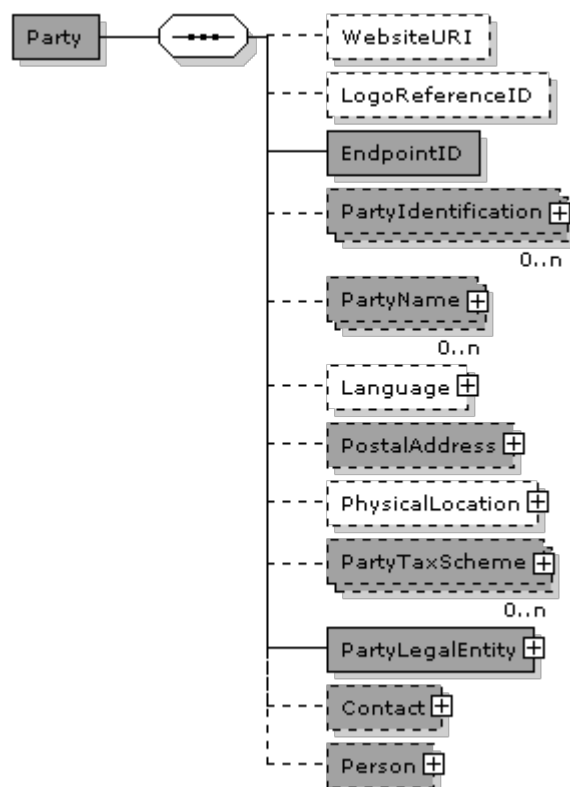 Party
WebsiteURI
LogoReferenceID
EndpointID
PartyIdentification
0..n
PartyName
0..n
Language
PostalAddress
PhysicalLocation
PartyTaxScheme
0..n
PartyLegalEntity
Contact
Person